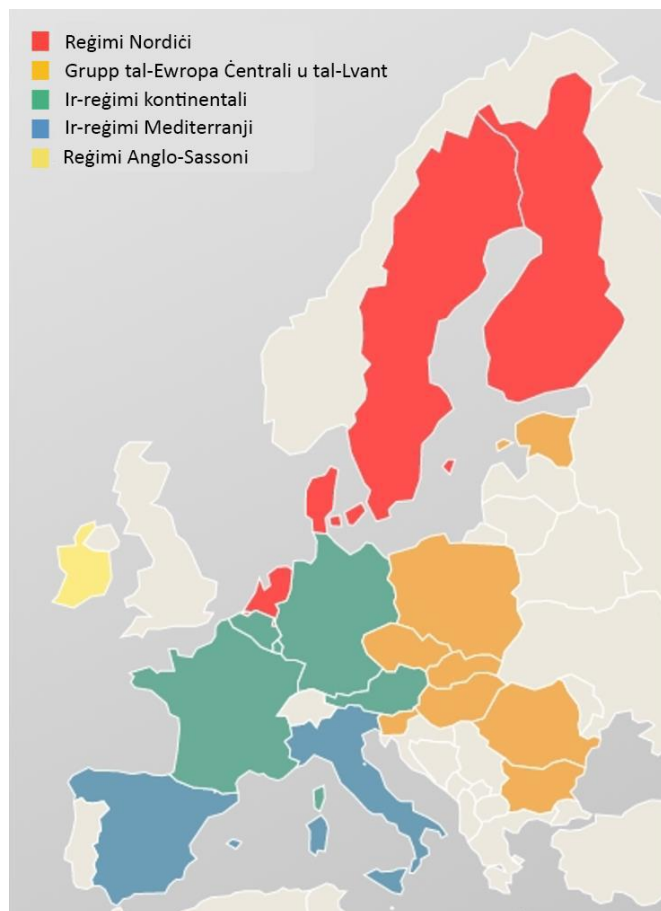 Reġimi Nordiċi
Grupp tal-Ewropa Ċentrali u tal-Lvant
Ir-reġimi kontinentali
Ir-reġimi Mediterranji
Reġimi Anglo-Sassoni